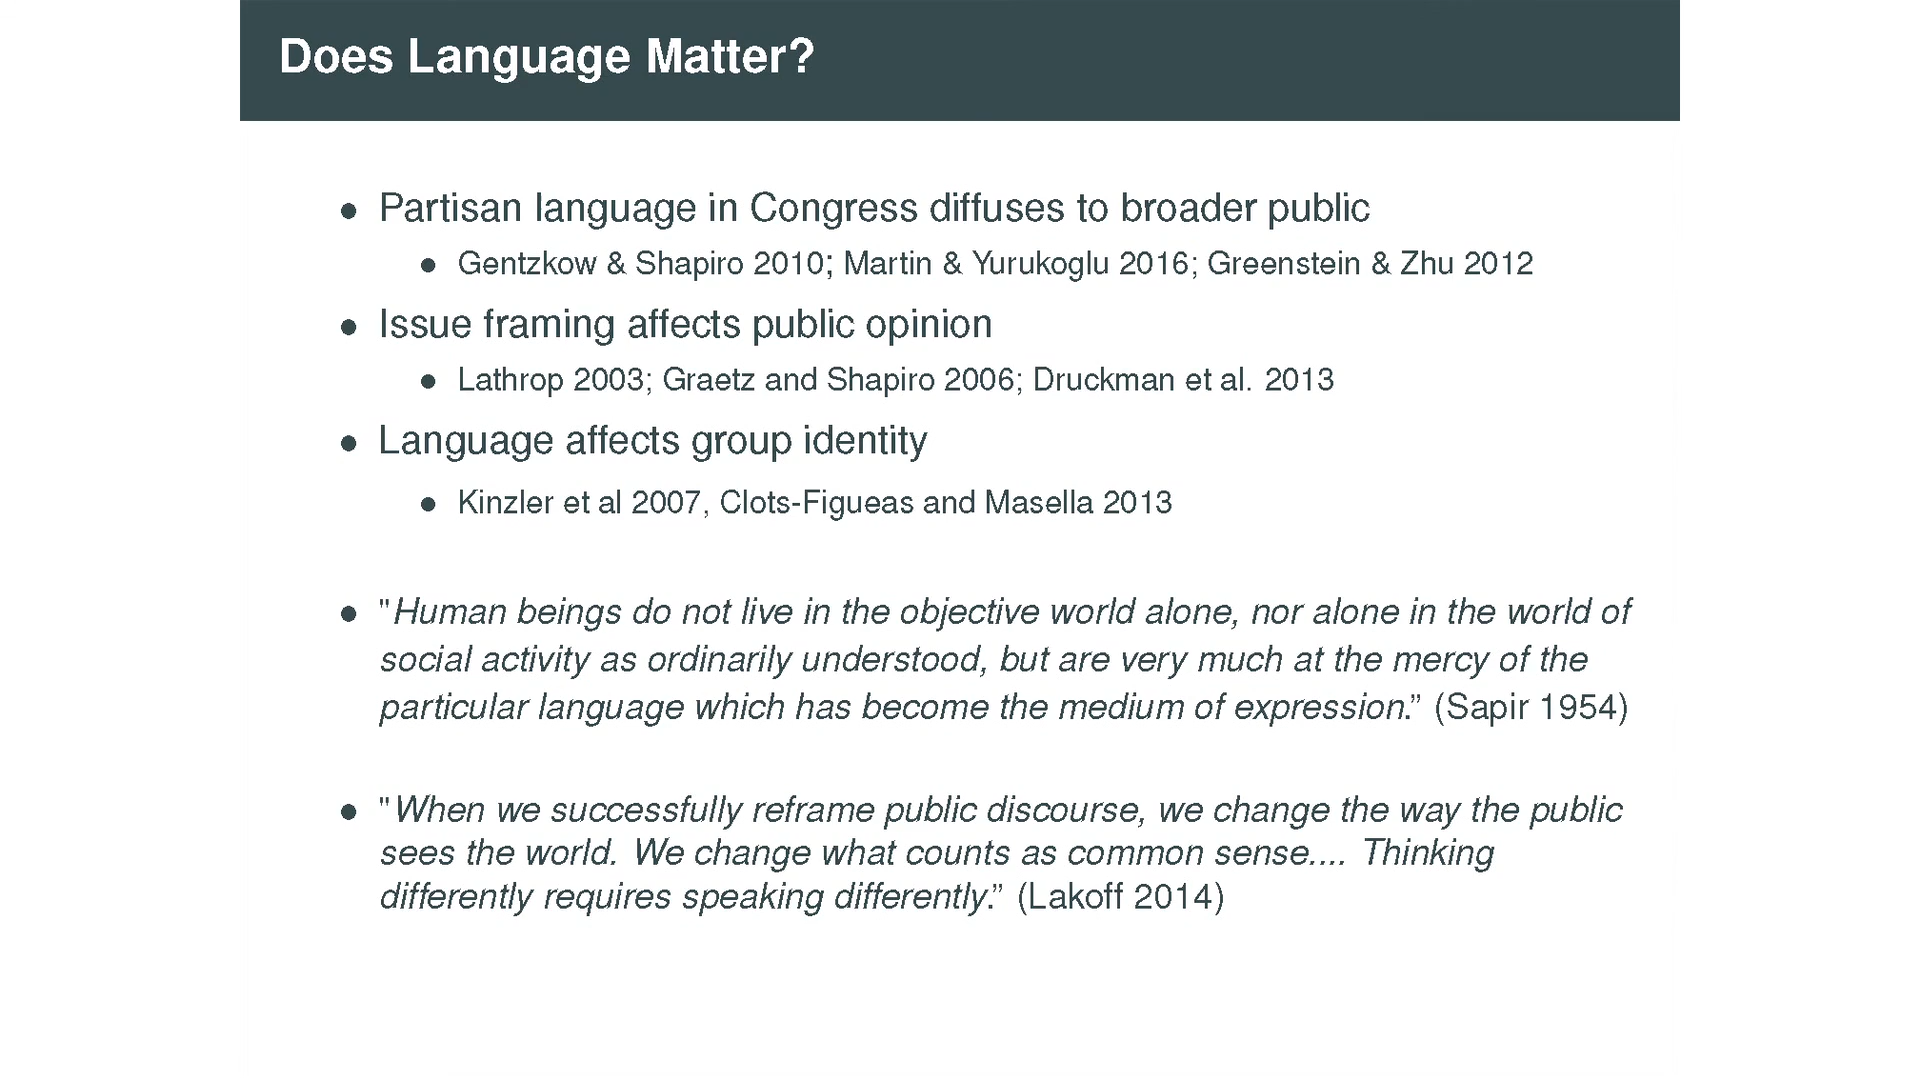 Does Language Matter?
• Partisan language in Congress diffuses to broader public
• Gentzkow & Shapiro 2010; Martin & Yurukoglu 2016; Greenstein & Zhu 2012
• Issue framing affects public opinion
• Lathrop 2003; Graetz and Shapiro 2006; Druckman et al. 2013
• Language affects group identity
• Kinzler et al 2007, Clots-Figueas and Masella 2013
• "Human beings do not live in the objective world alone, nor alone in the world of
social activity as ordinarily understood, but are very much at the mercy of the
particular language which has become the medium of expression.” (Sapir 1954)
• "When we successfully reframe public discourse, we change the way the public
sees the world. We change what counts as common sense.... Thinking
differently requires speaking differently.” (Lakoff 2014)